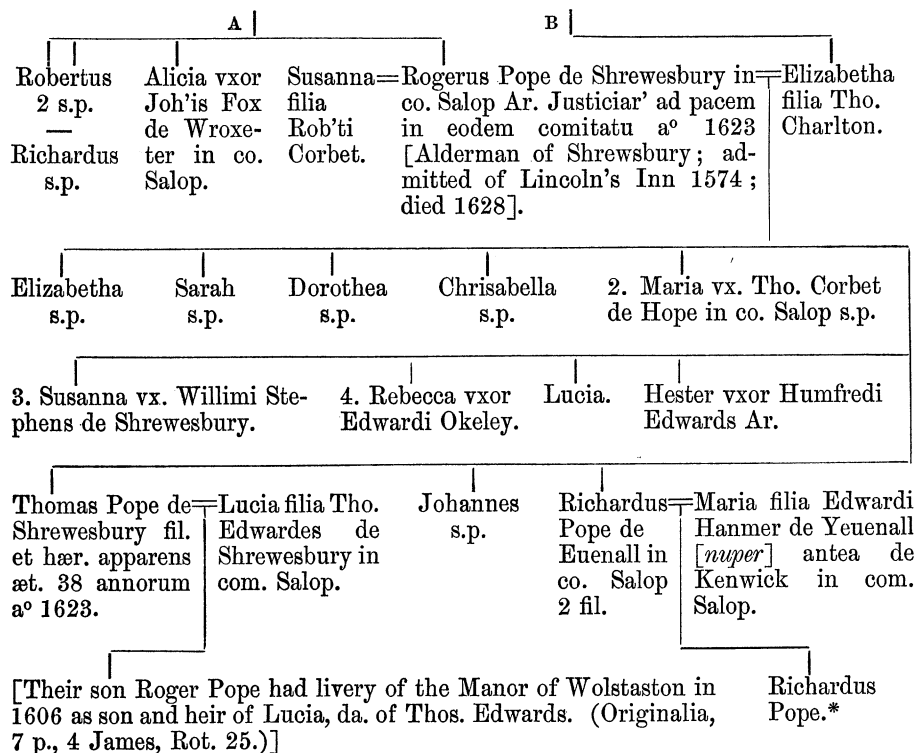 A B
Robertus
2 s.p.
—
Richardus
s.p.
Alicia vxor
Joh'is Fox
de Wroxe-
ter in co.
Salop.
Susanna=
filia
Rob'ti
Corbet.
Rogerus Pope de Shrewesbury in
co. Salop Ar. Justiciar' ad pacem
in eodem comitatu aº 1623
[Alderman of Shrewsbury; ad-
mitted of Lincoln's Inn 1574;
died 1628].
=Elizabetha
filia Tho.
Charlton.
Elizabetha
s.p.
Sarah
s.p.
Dorothea
s.p.
Chrisabella
s.p.
2. Maria vx. Tho. Corbet
de Hope in co. Salop s.p.
3. Susanna vx. Willimi Ste-
phens de Shrewesbury.
4. Rebecca vxor
Edwardi Okeley.
Lucia.
Hester vxor Humfredi
Edwards Ar.
Thomas Pope de=
Shrewesbury fil.
et hær. apparens
æt. 38 annorum
aº 1623.
Lucia filia Tho.
Edwardes de
Shrewesbury in
com. Salop.
Johannes
s.p.
Richardus=
Pope de
Euenall in
co. Salop
2 fil.
Maria filia Edwardi
Hanmer de Yeuenall
[nuper] antea de
Kenwick in com.
Salop.
[Their son Roger Pope had livery of the Manor of Wolstaston in
1606 as son and heir of Lucia, da. of Thos. Edwards. (Originalia,
7 p., 4 James, Rot. 25.)]
Richardus
Pope.*